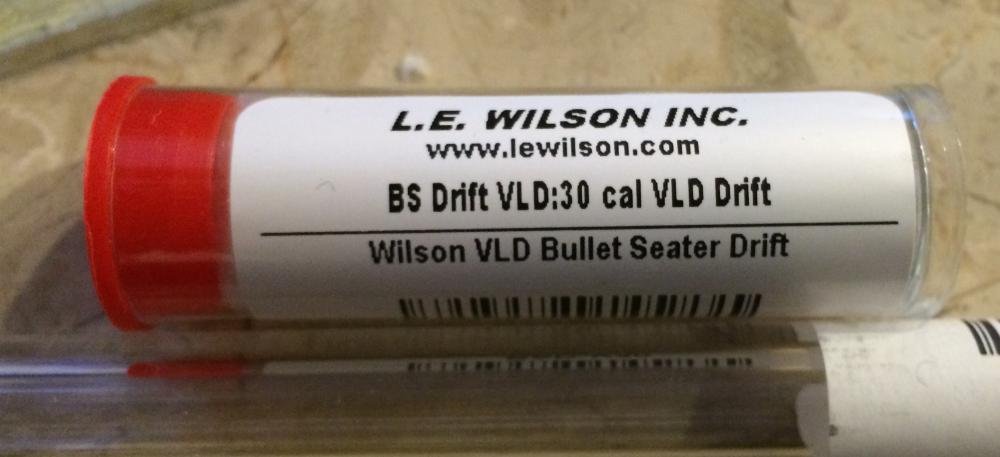 L.E. WILSON INC.
www.lewilson.com
BS Drift VLD:30 cal VLD Drift
Wilson VLD Bullet Seater Drift